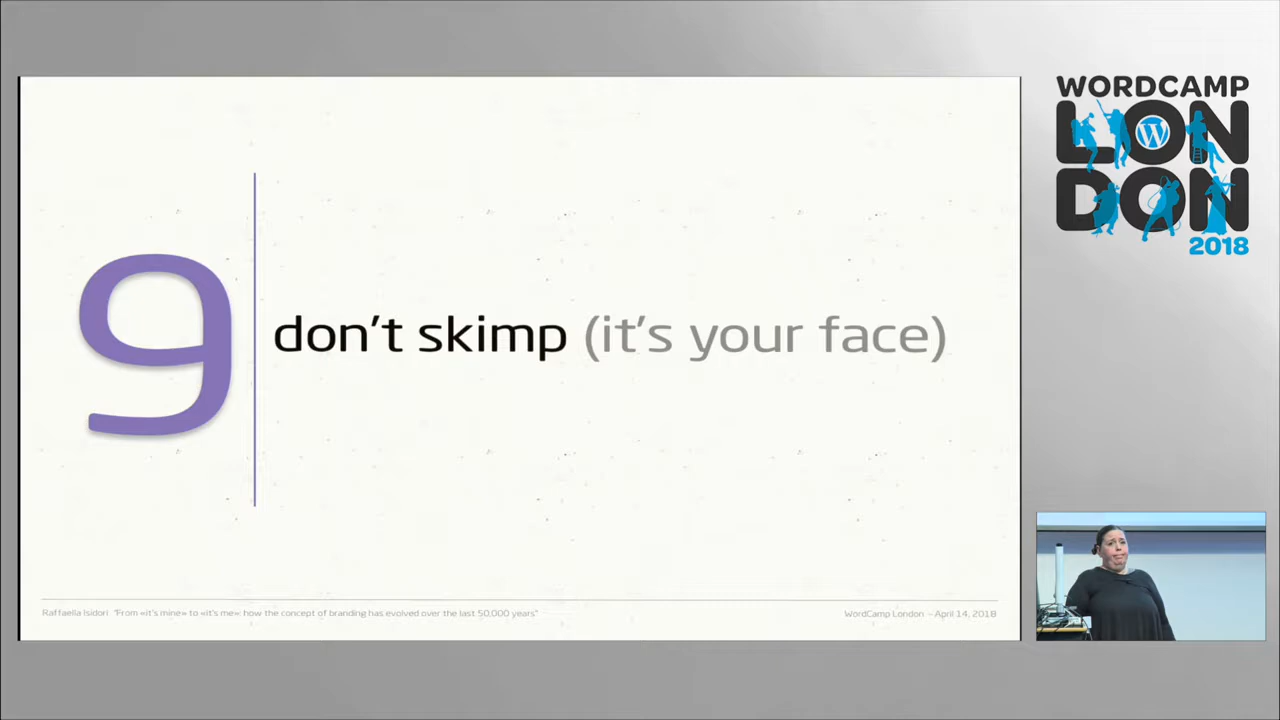 9
don't skimp (it's your face)
Raffaella Isidori "From «it's mine» to «it's me»: how the concept of branding has evolved over the last 50,000 years"
WordCamp London – April 14, 2018
WORDCAMP
LON
DON
2018